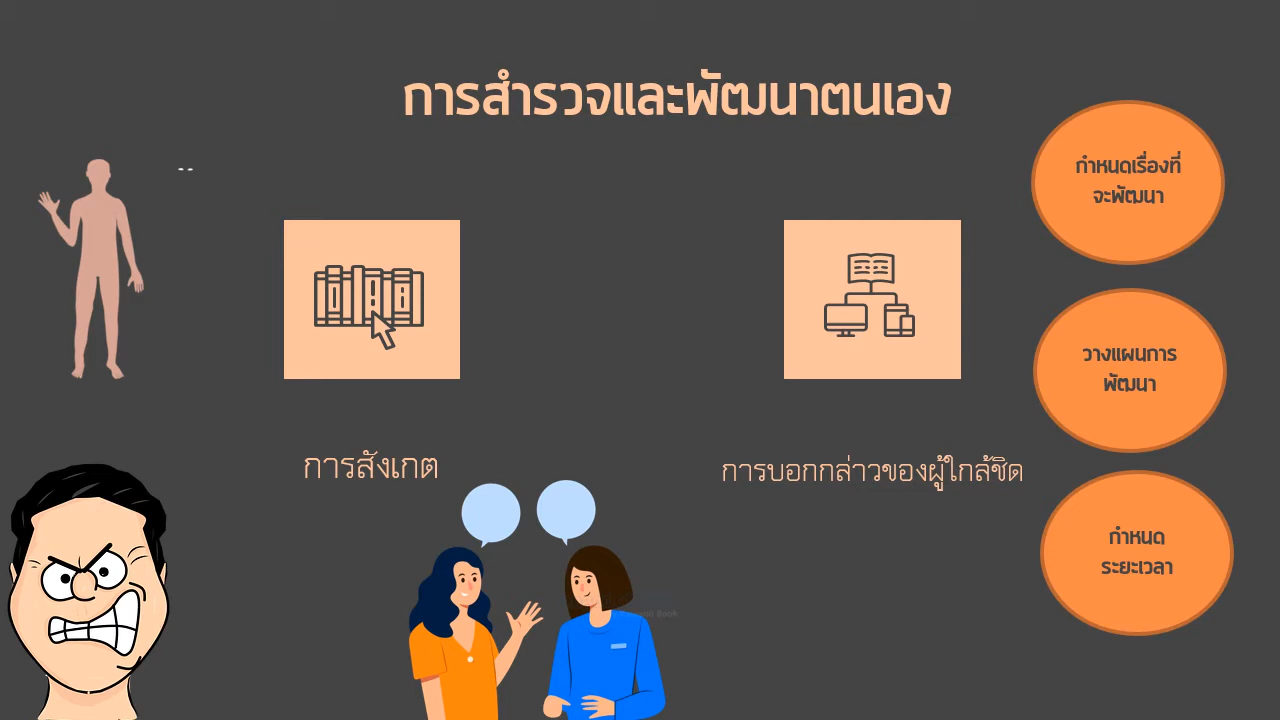 การสำรวจและพัฒนาตนเอง
กำหนดเรื่องที่
จะพัฒนา
วางแผนการ
พัฒนา
การสังเกต
การบอกกล่าวของผู้ใกล้ชิด
กำหนด
ระยะเวลา